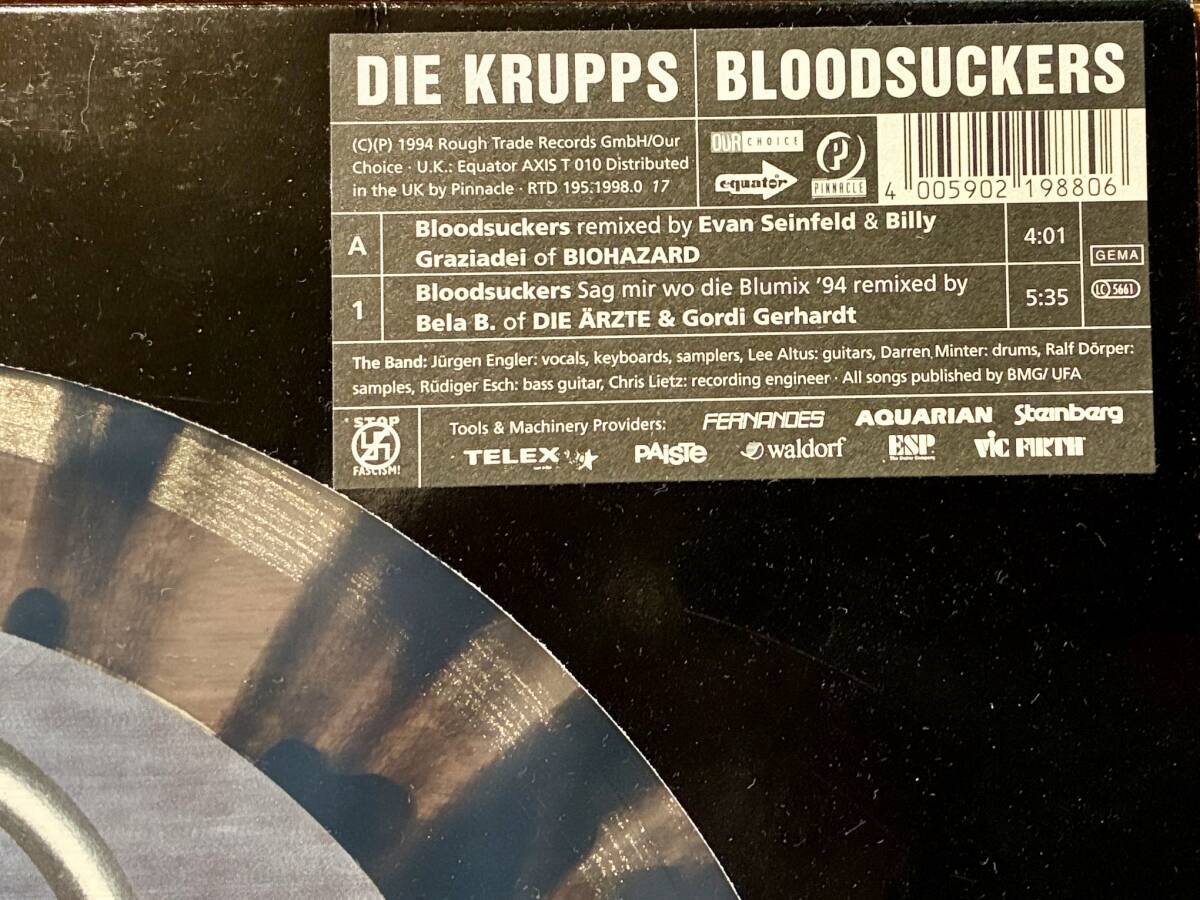 DIE KRUPPS
BLOODSUCKERS
(C)(P) 1994 Rough Trade Records GmbH/Our
Choice · U.K.: Equator AXIS T 010 Distributed
in the UK by Pinnacle · RTD 195.1998.0 17
OUR CHOICE
equator
P
PINNACLE
4 005902 198806
A
Bloodsuckers remixed by Evan Seinfeld & Billy
Graziadei of BIOHAZARD
4:01
1
Bloodsuckers Sag mir wo die Blumix '94 remixed by
Bela B. of DIE ÄRZTE & Gordi Gerhardt
5:35
GEMA
LC 5661
The Band: Jürgen Engler: vocals, keyboards, samplers, Lee Altus: guitars, Darren Minter: drums, Ralf Dörper:
samples, Rüdiger Esch: bass guitar, Chris Lietz: recording engineer · All songs published by BMG/ UFA
STOP
FASCISM!
Tools & Machinery Providers:
FERNANDES
AQUARIAN
Steinberg
TELEX
PAiSTe
waldorf
ESP
ViC FIRTH